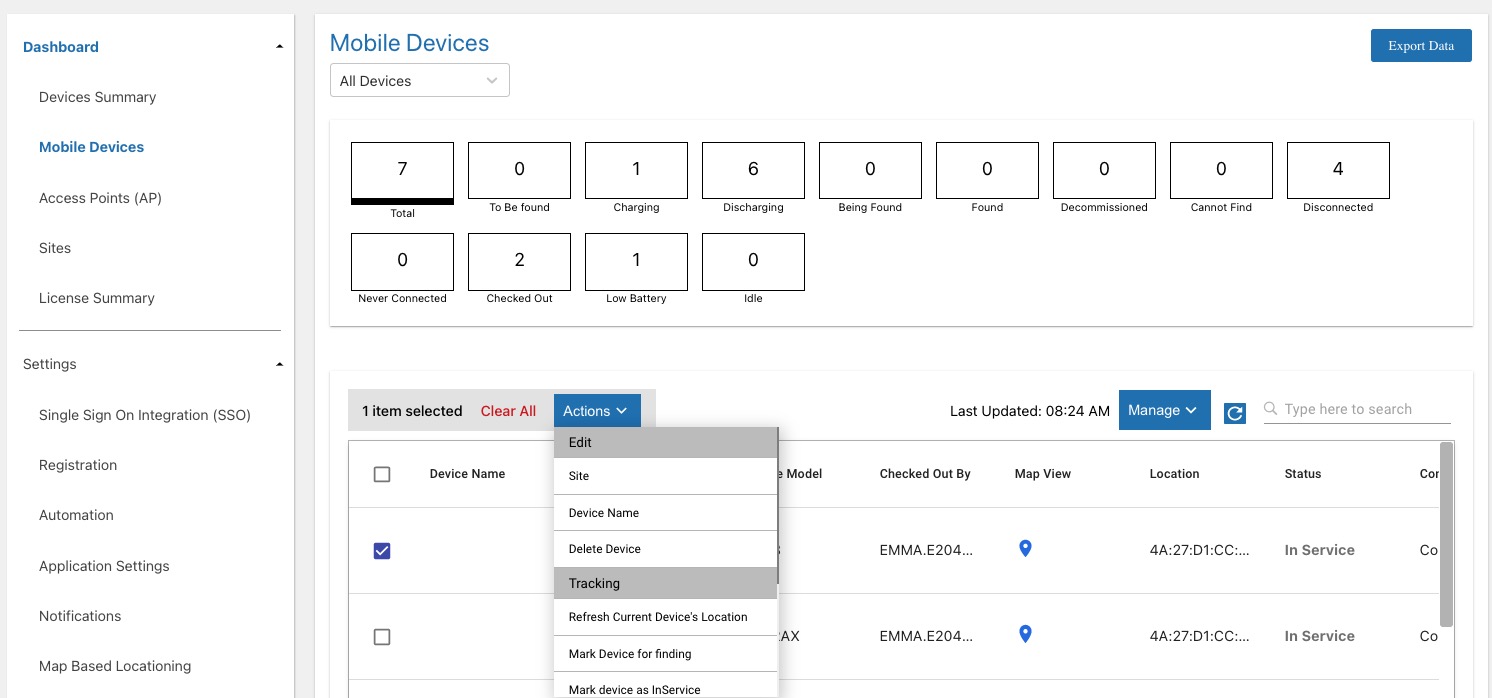 Dashboard
Devices Summary
Mobile Devices
Access Points (AP)
Sites
License Summary
Settings
Single Sign On Integration (SSO)
Registration
Automation
Application Settings
Notifications
Map Based Locationing
Mobile Devices
Export Data
All Devices
7 0 1 6 0 0 0 0 4
Total To Be found Charging Discharging Being Found Found Decommissioned Cannot Find Disconnected
0 2 1 0
Never Connected Checked Out Low Battery Idle
1 item selected Clear All Actions Last Updated: 08:24 AM Manage Type here to search
Edit
Site
Device Name
Delete Device
Tracking
Refresh Current Device's Location
Mark Device for finding
Mark device as InService
Device Name Model Checked Out By Map View Location Status
EMMA.E204... 4A:27:D1:CC:... In Service Co
AX EMMA.E204... 4A:27:D1:CC:... In Service Co